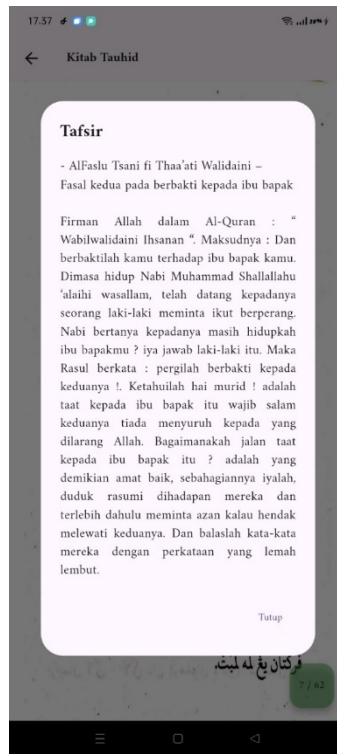 17.37
Kitab Tauhid
Tafsir
- AlFaslu Tsani fi Thaa'ati Walidaini –
Fasal kedua pada berbakti kepada ibu bapak
Firman Allah dalam Al-Quran : “
Wabilwalidaini Ihsanan “. Maksudnya : Dan
berbaktilah kamu terhadap ibu bapak kamu.
Dimasa hidup Nabi Muhammad Shallallahu
‘alaihi wasallam, telah datang kepadanya
seorang laki-laki meminta ikut berperang.
Nabi bertanya kepadanya masih hidupkah
ibu bapakmu ? iya jawab laki-laki itu. Maka
Rasul berkata : pergilah berbakti kepada
keduanya !. Ketahuilah hai murid ! adalah
taat kepada ibu bapak itu wajib salam
keduanya tiada menyuruh kepada yang
dilarang Allah. Bagaimanakah jalan taat
kepada ibu bapak itu ? adalah yang
demikian amat baik, sebahagiannya iyalah,
duduk rasumi dihadapan mereka dan
terlebih dahulu meminta azan kalau hendak
melewati keduanya. Dan balaslah kata-kata
mereka dengan perkataan yang lemah
lembut.
Tutup
فركتان يڠ له لمبت.
7 / 62